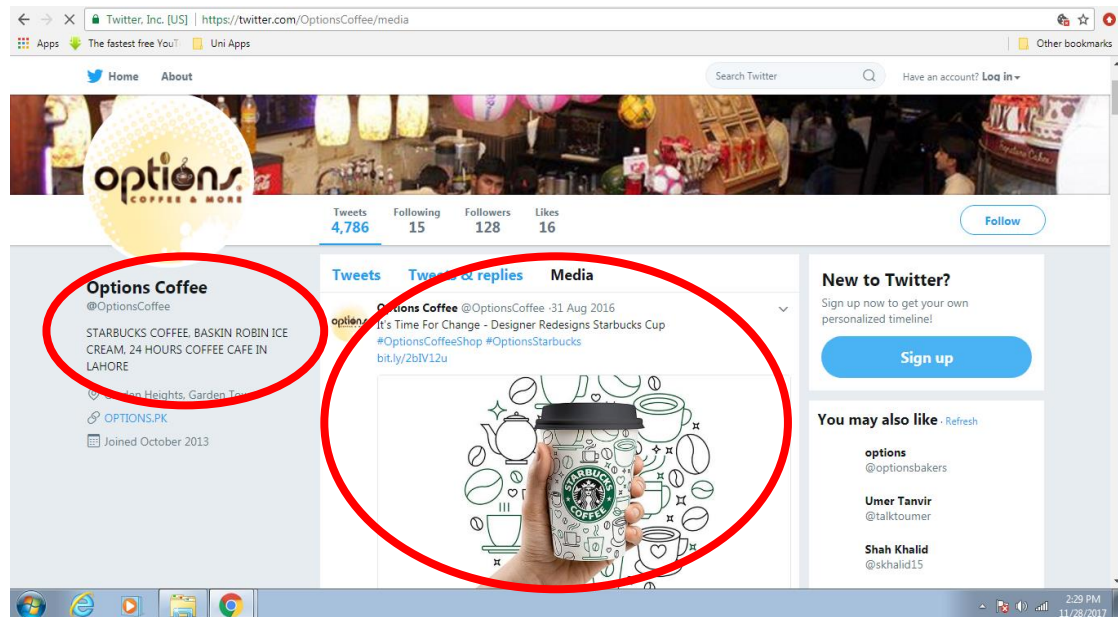 Twitter, Inc. [US] | https://twitter.com/OptionsCoffee/media
Apps The fastest free YouT Uni Apps Other bookmarks
Home About Search Twitter Have an account? Log in
options
COFFEE & MORE
Tweets Following Followers Likes
4,786 15 128 16
Follow
Options Coffee
@OptionsCoffee
STARBUCKS COFFEE, BASKIN ROBIN ICE
CREAM, 24 HOURS COFFEE CAFE IN
LAHORE
Garden Heights, Garden
OPTIONS.PK
Joined October 2013
Tweets Tweets & replies Media
options
Options Coffee @OptionsCoffee · 31 Aug 2016
It's Time For Change - Designer Redesigns Starbucks Cup
#OptionsCoffeeShop #OptionsStarbucks
bit.ly/2bIV12u
STARBUCKS
COFFEE
New to Twitter?
Sign up now to get your own
personalized timeline!
Sign up
You may also like · Refresh
options
@optionsbakers
Umer Tanvir
@talktoumer
Shah Khalid
@skhalid15
2:29 PM
11/28/2017